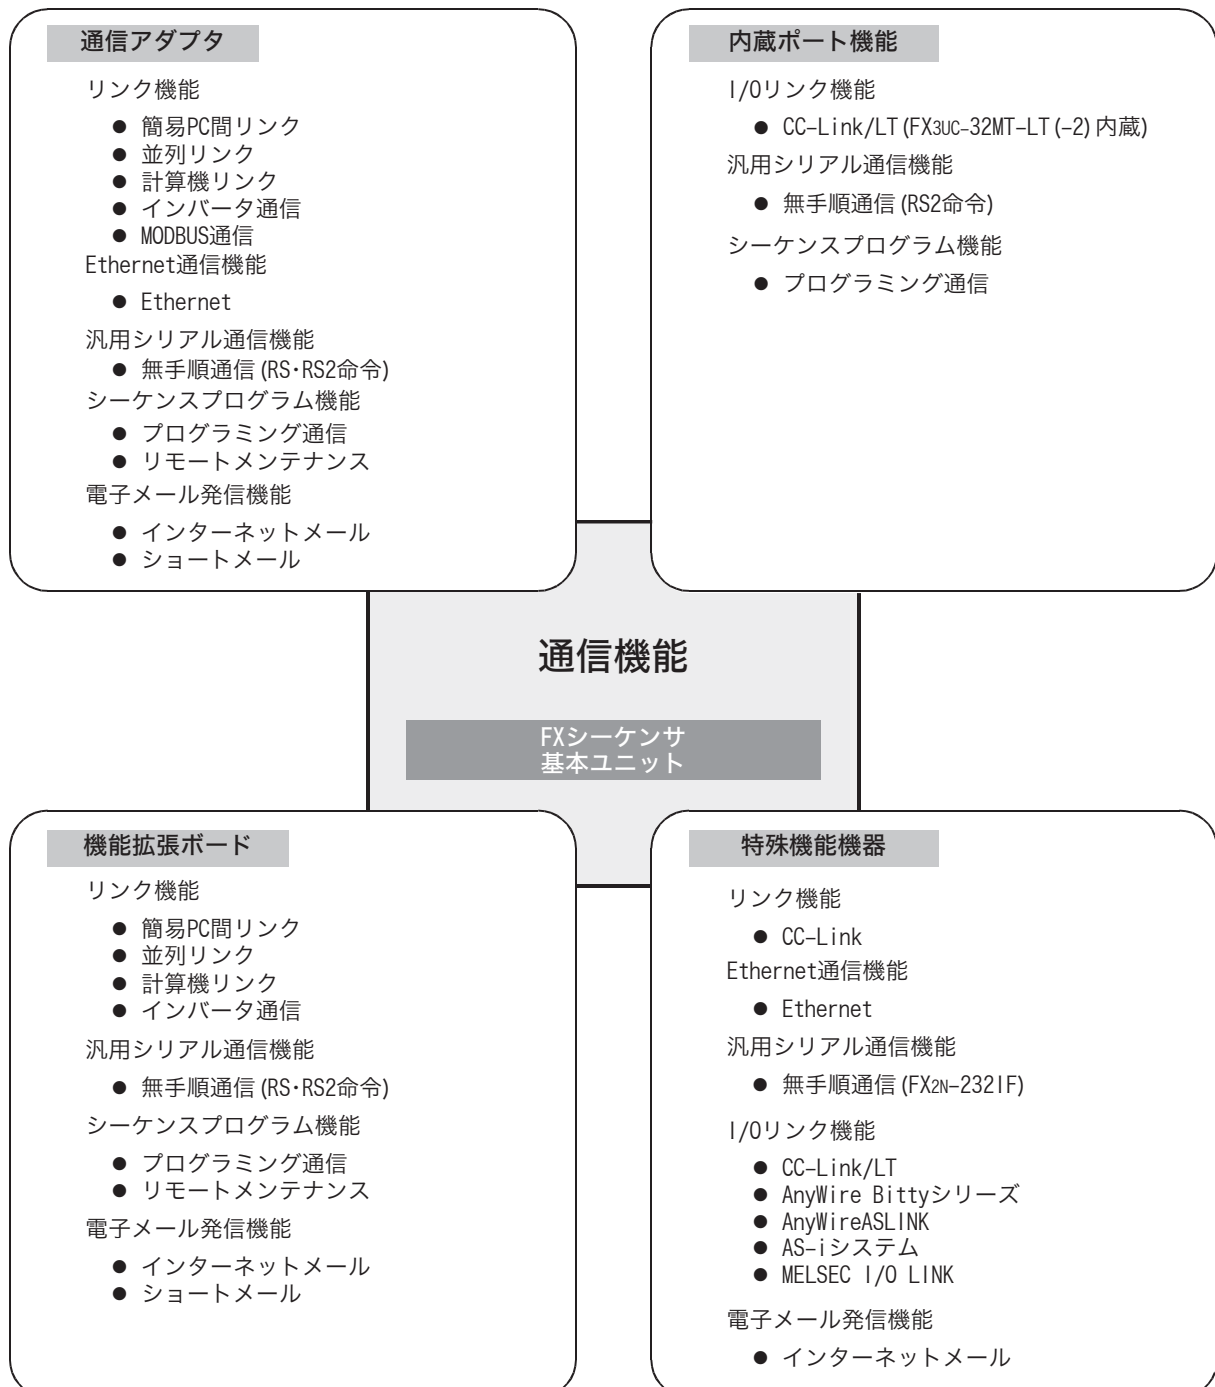 通信アダプタ
リンク機能
● 簡易PC間リンク
● 並列リンク
● 計算機リンク
● インバータ通信
● MODBUS通信
Ethernet通信機能
● Ethernet
汎用シリアル通信機能
● 無手順通信(RS・RS2命令)
シーケンスプログラム機能
● プログラミング通信
● リモートメンテナンス
電子メール発信機能
● インターネットメール
● ショートメール
内蔵ポート機能
I/Oリンク機能
● CC-Link/LT(FX3UC-32MT-LT(-2)内蔵)
汎用シリアル通信機能
● 無手順通信(RS2命令)
シーケンスプログラム機能
● プログラミング通信
通信機能
FXシーケンサ
基本ユニット
機能拡張ボード
リンク機能
● 簡易PC間リンク
● 並列リンク
● 計算機リンク
● インバータ通信
汎用シリアル通信機能
● 無手順通信(RS・RS2命令)
シーケンスプログラム機能
● プログラミング通信
● リモートメンテナンス
電子メール発信機能
● インターネットメール
● ショートメール
特殊機能機器
リンク機能
● CC-Link
Ethernet通信機能
● Ethernet
汎用シリアル通信機能
● 無手順通信(FX2N-232IF)
I/Oリンク機能
● CC-Link/LT
● AnyWire Bittyシリーズ
● AnyWireASLINK
● AS-iシステム
● MELSEC I/O LINK
電子メール発信機能
● インターネットメール